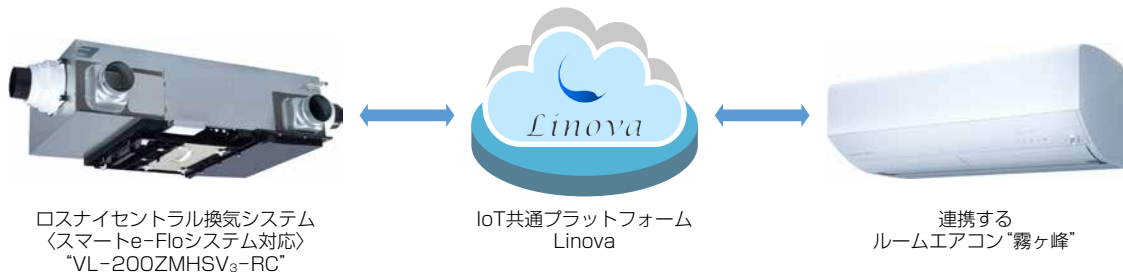 Linova
ロスナイセントラル換気システム
〈スマートe-Floシステム対応〉
“VL-200ZMHSV₃-RC”
IoT共通プラットフォーム
Linova
連携する
ルームエアコン“霧ヶ峰”